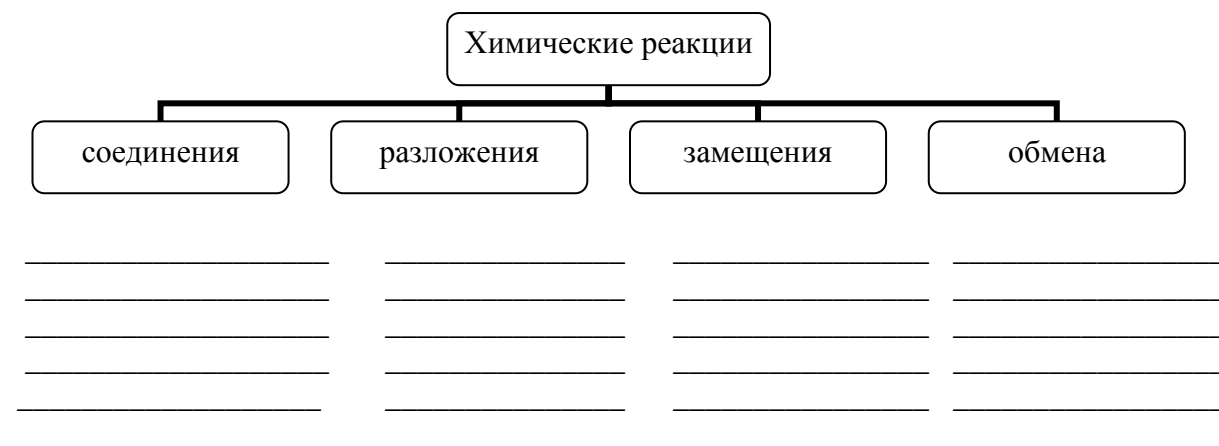 Химические реакции
соединения
разложения
замещения
обмена